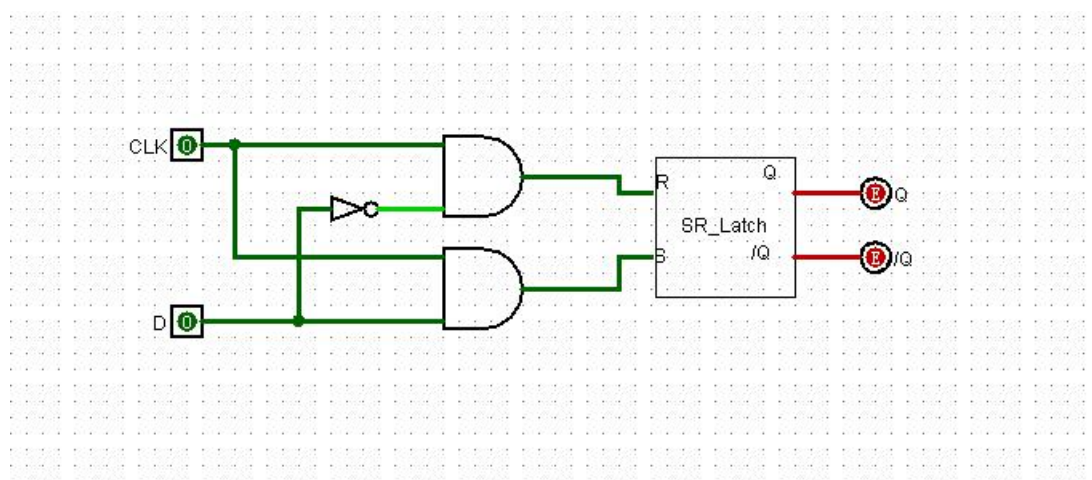 CLK 0
R Q
SR_Latch
E Q
S /Q
E /Q
D 0